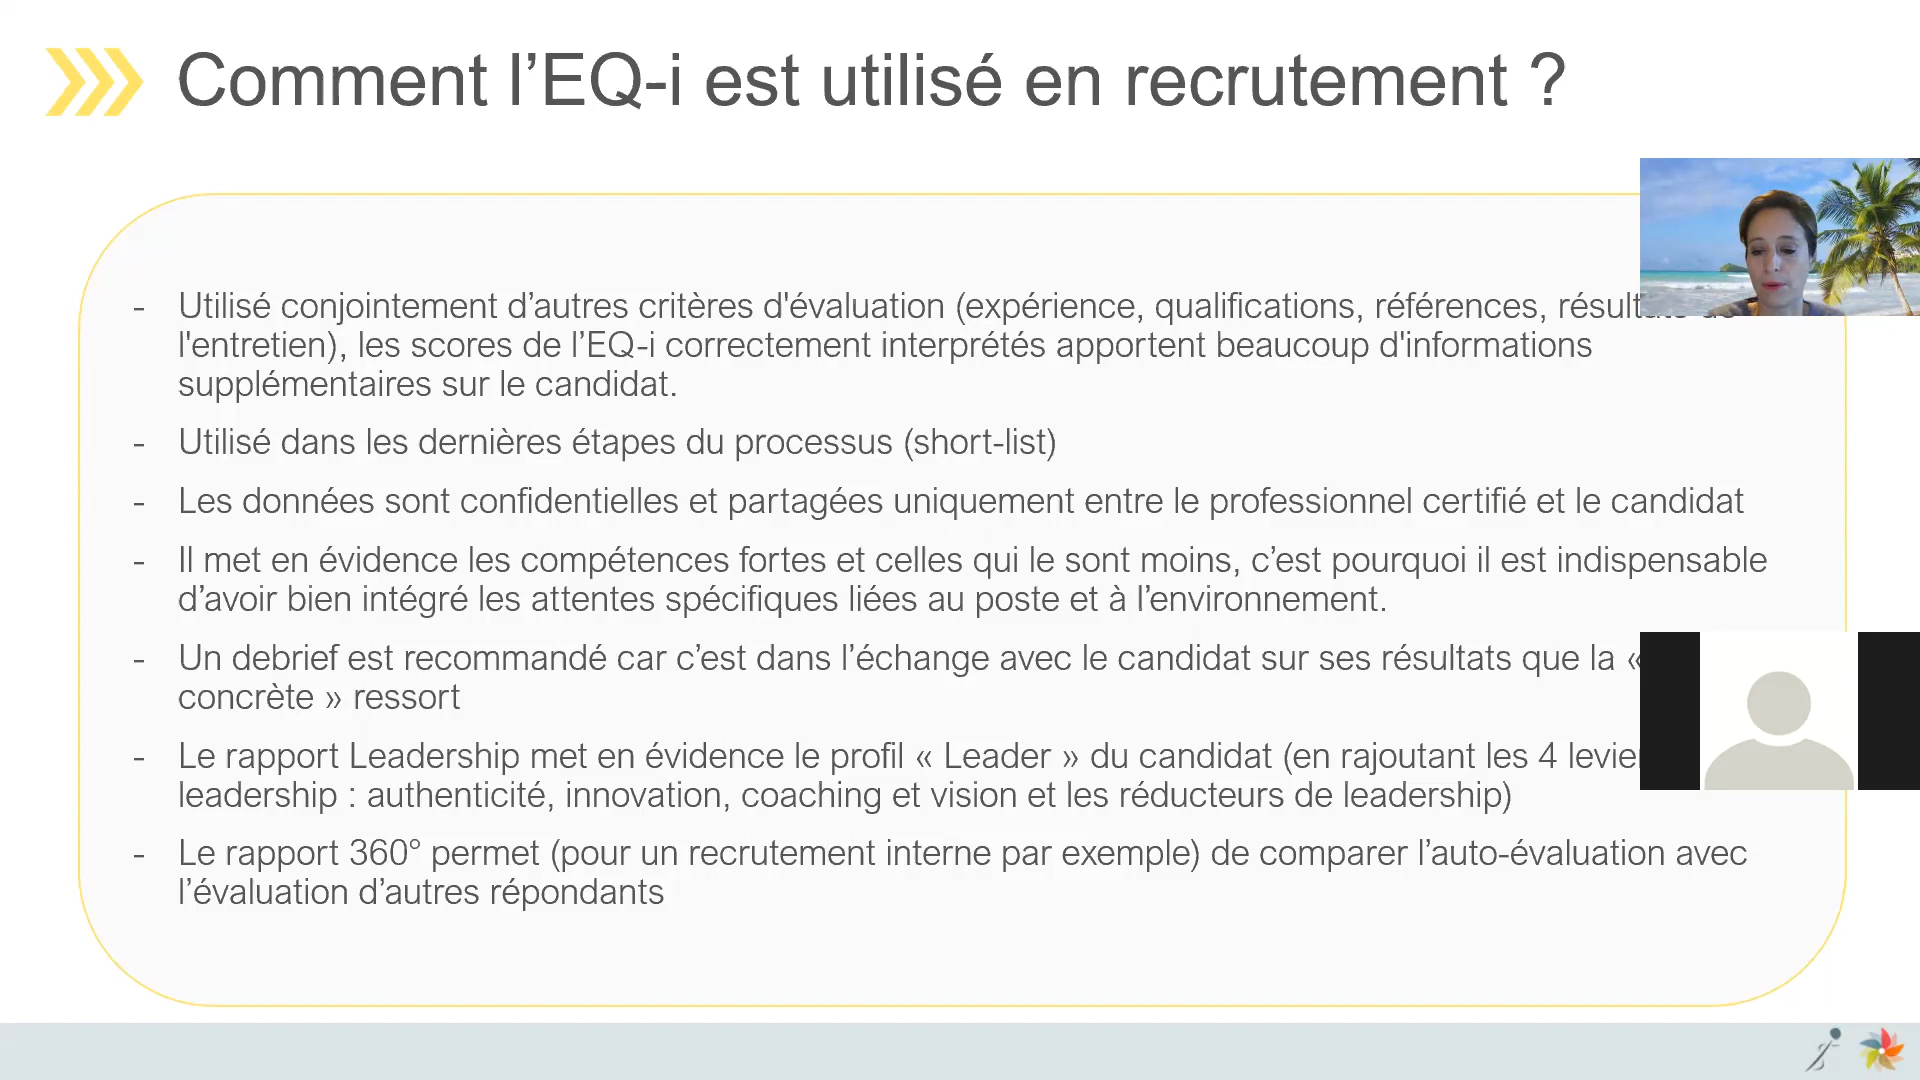 Comment l’EQ-i est utilisé en recrutement ?
- Utilisé conjointement d’autres critères d'évaluation (expérience, qualifications, références,
l'entretien), les scores de l’EQ-i correctement interprétés apportent beaucoup d'informations
supplémentaires sur le candidat.
- Utilisé dans les dernières étapes du processus (short-list)
- Les données sont confidentielles et partagées uniquement entre le professionnel certifié et le candidat
- Il met en évidence les compétences fortes et celles qui le sont moins, c’est pourquoi il est indispensable
d’avoir bien intégré les attentes spécifiques liées au poste et à l’environnement.
- Un debrief est recommandé car c’est dans l’échange avec le candidat sur ses résultats que la «
concrète » ressort
- Le rapport Leadership met en évidence le profil « Leader » du candidat (en rajoutant les 4
leadership : authenticité, innovation, coaching et vision et les réducteurs de leadership)
- Le rapport 360° permet (pour un recrutement interne par exemple) de comparer l’auto-évaluation avec
l’évaluation d’autres répondants